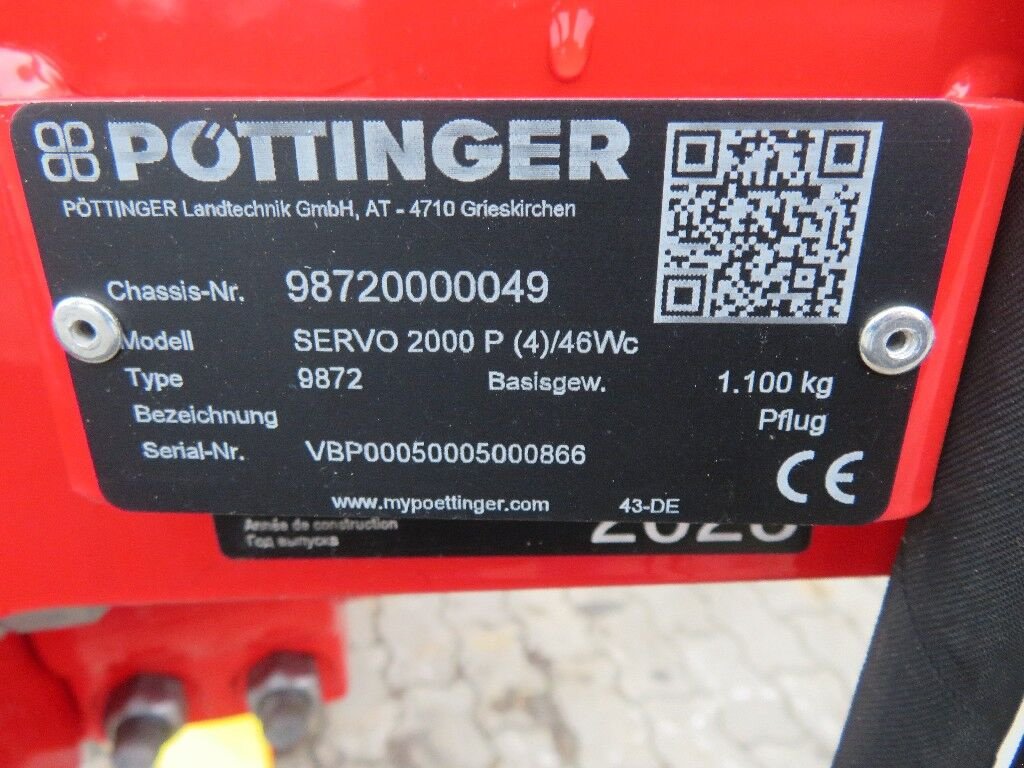 PÖTTINGER
PÖTTINGER Landtechnik GmbH, AT - 4710 Grieskirchen
Chassis-Nr. 98720000049
Modell SERVO 2000 P (4)/46Wc
Type 9872 Basisgew. 1.100 kg
Bezeichnung Pflug
Serial-Nr. VBP00050005000866
CE
www.mypoettinger.com 43-DE
Année de construction
Год выпуска